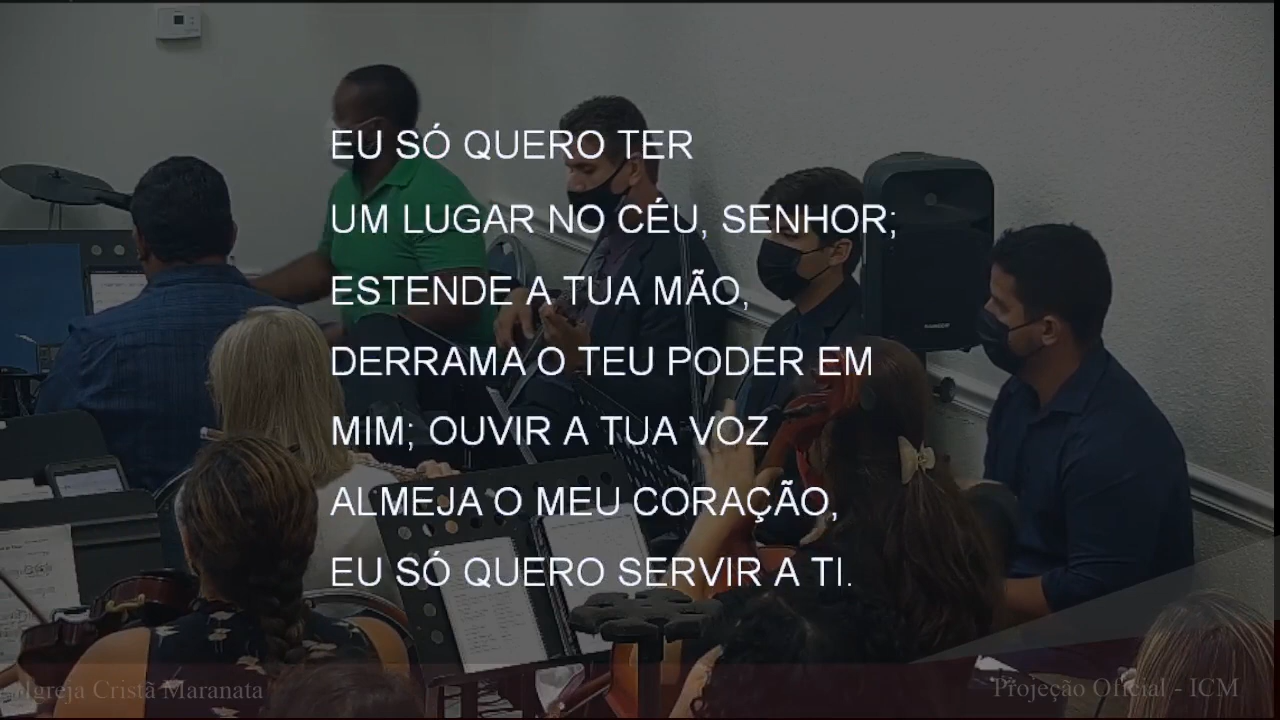 EU SÓ QUERO TER
UM LUGAR NO CÉU, SENHOR;
ESTENDE A TUA MÃO,
DERRAMA O TEU PODER EM
MIM; OUVIR A TUA VOZ
ALMEJA O MEU CORAÇÃO,
EU SÓ QUERO SERVIR A TI.
Igreja Cristã Maranata
Projeção Oficial - ICM